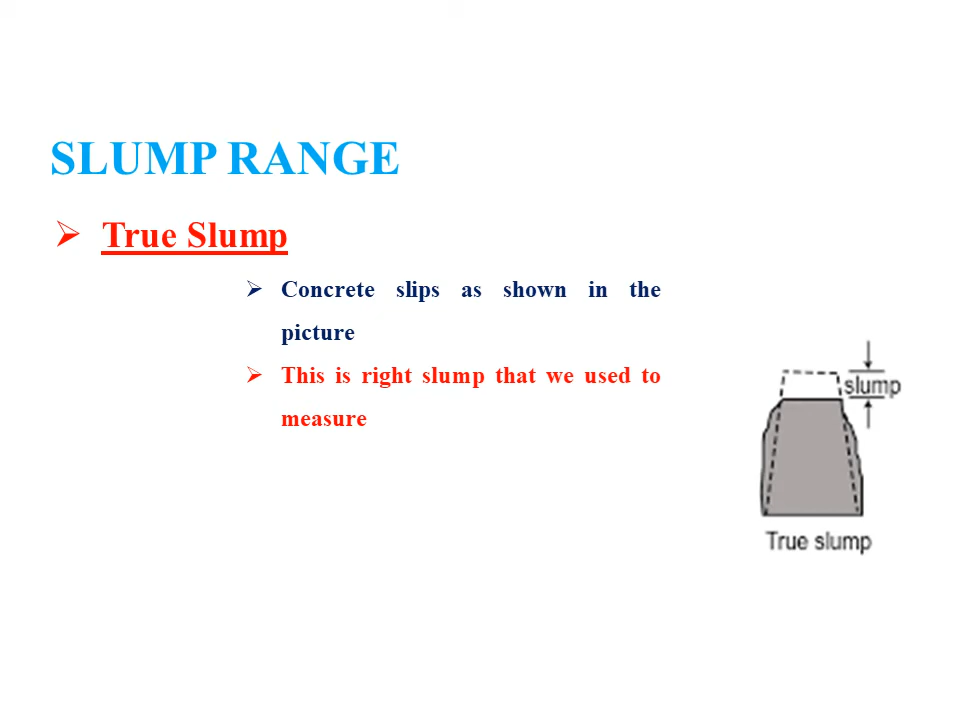 SLUMP RANGE
➢ True Slump
➢ Concrete slips as shown in the
picture
➢ This is right slump that we used to
measure
slump
True slump